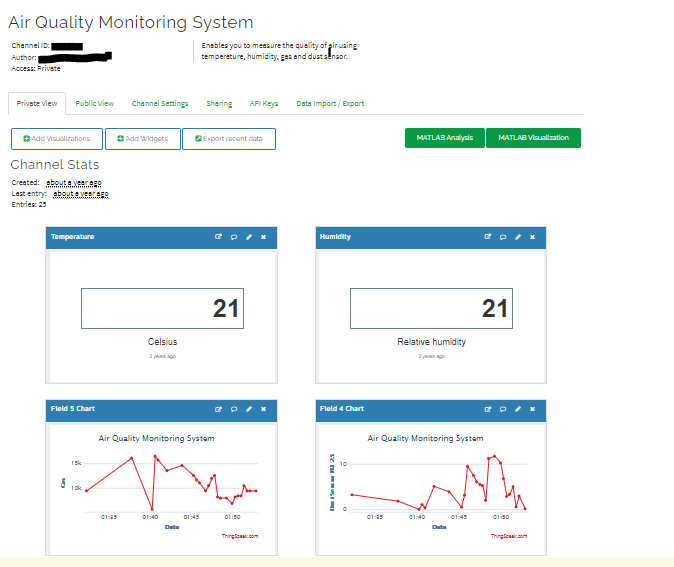 Air Quality Monitoring System
Channel ID:
Author:
Access: Private
Enables you to measure the quality of air using
temperature, humidity, gas and dust sensor.
Private View Public View Channel Settings Sharing API Keys Data Import / Export
Add Visualizations Add Widgets Export recent data MATLAB Analysis MATLAB Visualization
Channel Stats
Created: about a year ago
Last entry: about a year ago
Entries: 25
Temperature
21
Celsius
2 years ago
Humidity
21
Relative humidity
2 years ago
Field 5 Chart
Air Quality Monitoring System
Gas
15k
10k
01:35 01:40 01:45 01:50
Date
ThingSpeak.com
Field 4 Chart
Air Quality Monitoring System
Dust Sensor PM 2.5
10
0
01:35 01:40 01:45 01:50
Date
ThingSpeak.com